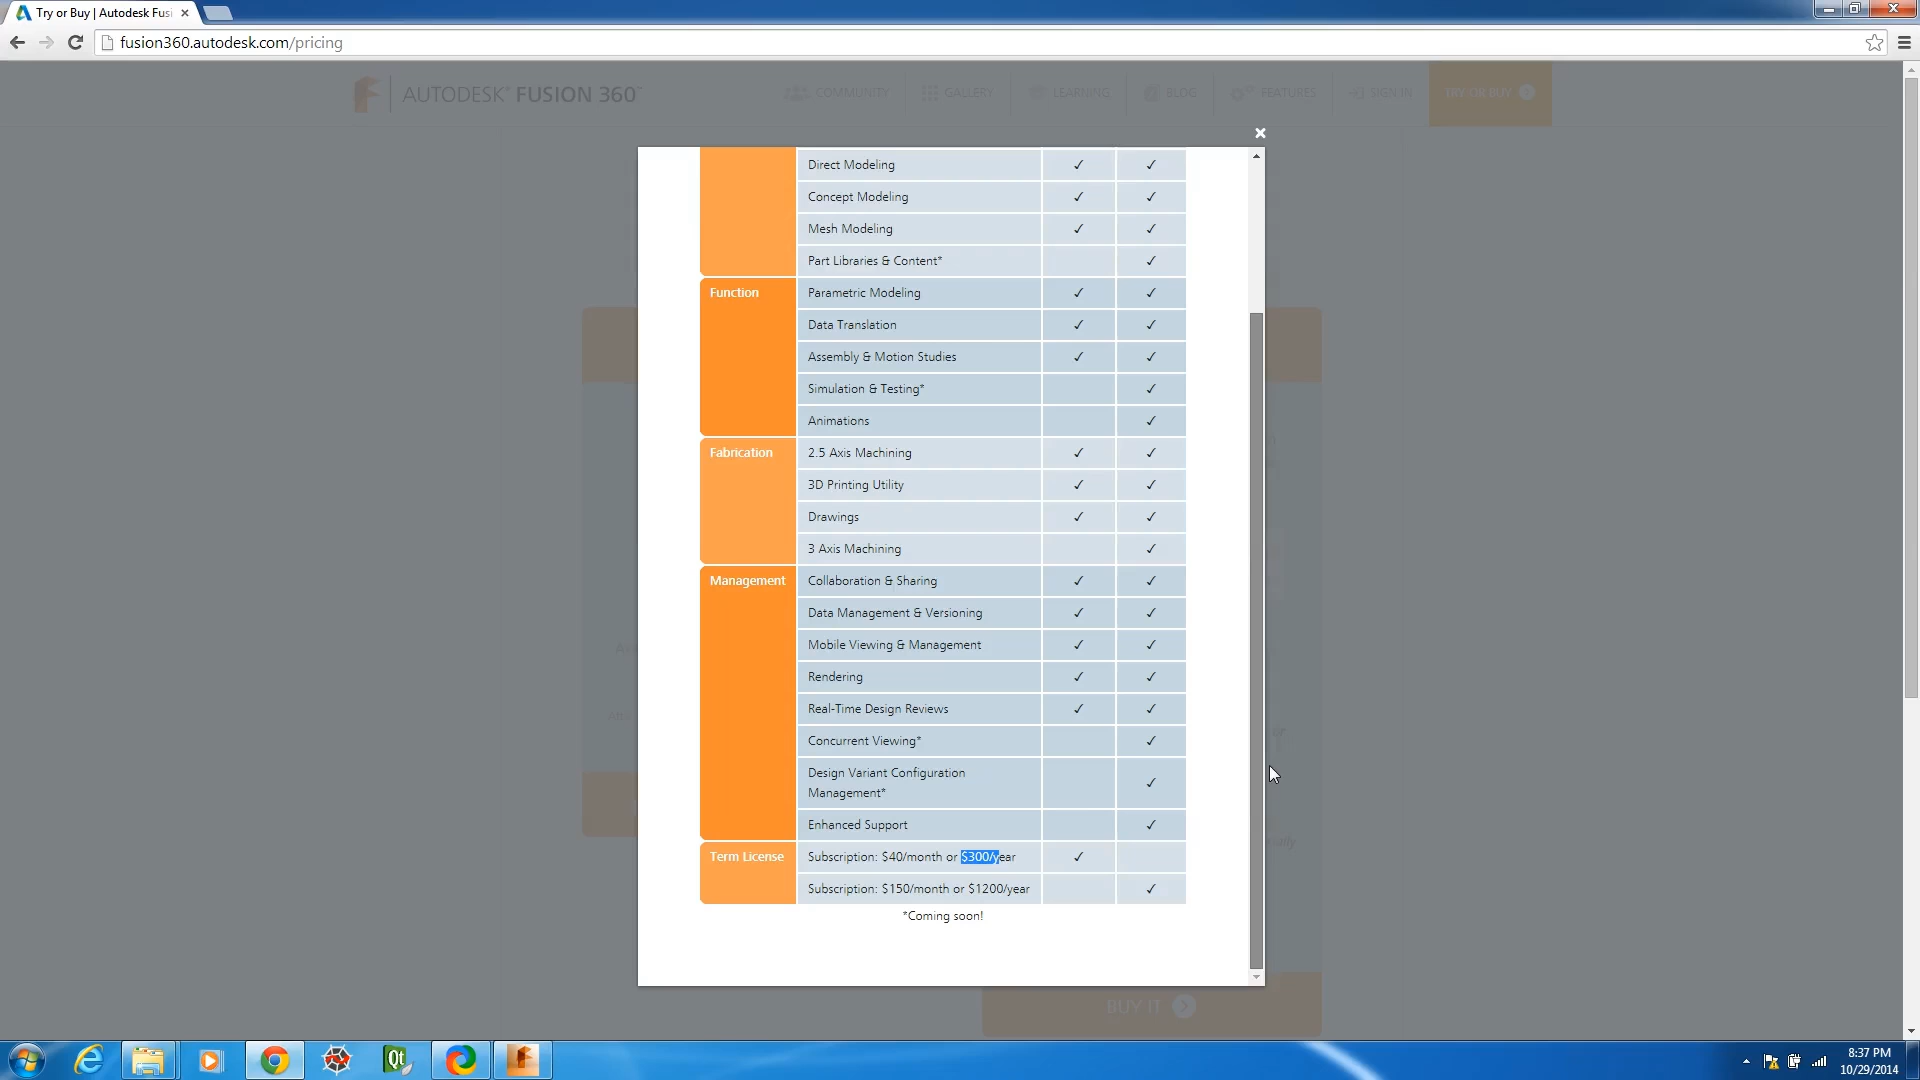 Try or Buy | Autodesk Fusi
fusion360.autodesk.com/pricing
AUTODESK® FUSION 360™
COMMUNITY
GALLERY
LEARNING
BLOG
FEATURES
SIGN IN
TRY OR BUY
Direct Modeling ✓ ✓
Concept Modeling ✓ ✓
Mesh Modeling ✓ ✓
Part Libraries & Content* ✓
Function
Parametric Modeling ✓ ✓
Data Translation ✓ ✓
Assembly & Motion Studies ✓ ✓
Simulation & Testing* ✓
Animations ✓
Fabrication
2.5 Axis Machining ✓ ✓
3D Printing Utility ✓ ✓
Drawings ✓ ✓
3 Axis Machining ✓
Management
Collaboration & Sharing ✓ ✓
Data Management & Versioning ✓ ✓
Mobile Viewing & Management ✓ ✓
Rendering ✓ ✓
Real-Time Design Reviews ✓ ✓
Concurrent Viewing* ✓
Design Variant Configuration
Management* ✓
Enhanced Support ✓
Term License
Subscription: $40/month or $300/year ✓
Subscription: $150/month or $1200/year ✓
*Coming soon!
BUY IT
Qt
8:37 PM
10/29/2014